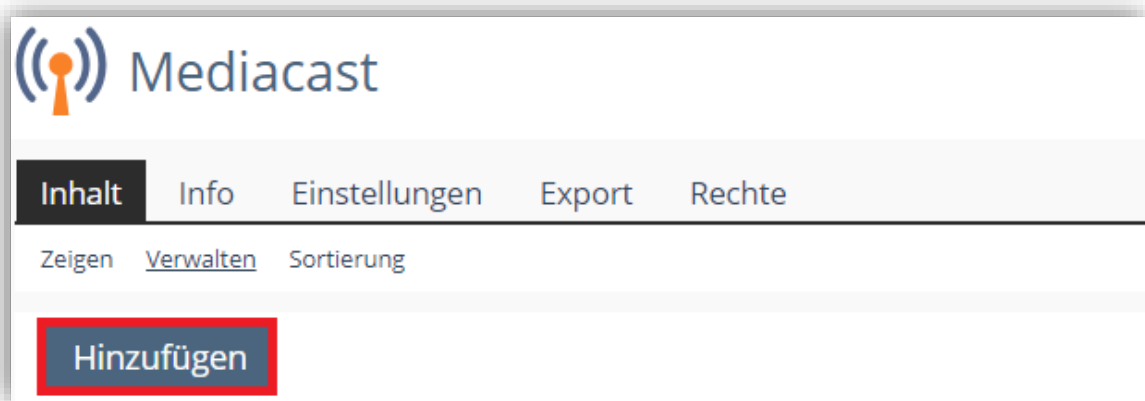 Mediacast
Inhalt Info Einstellungen Export Rechte
Zeigen Verwalten Sortierung
Hinzufügen